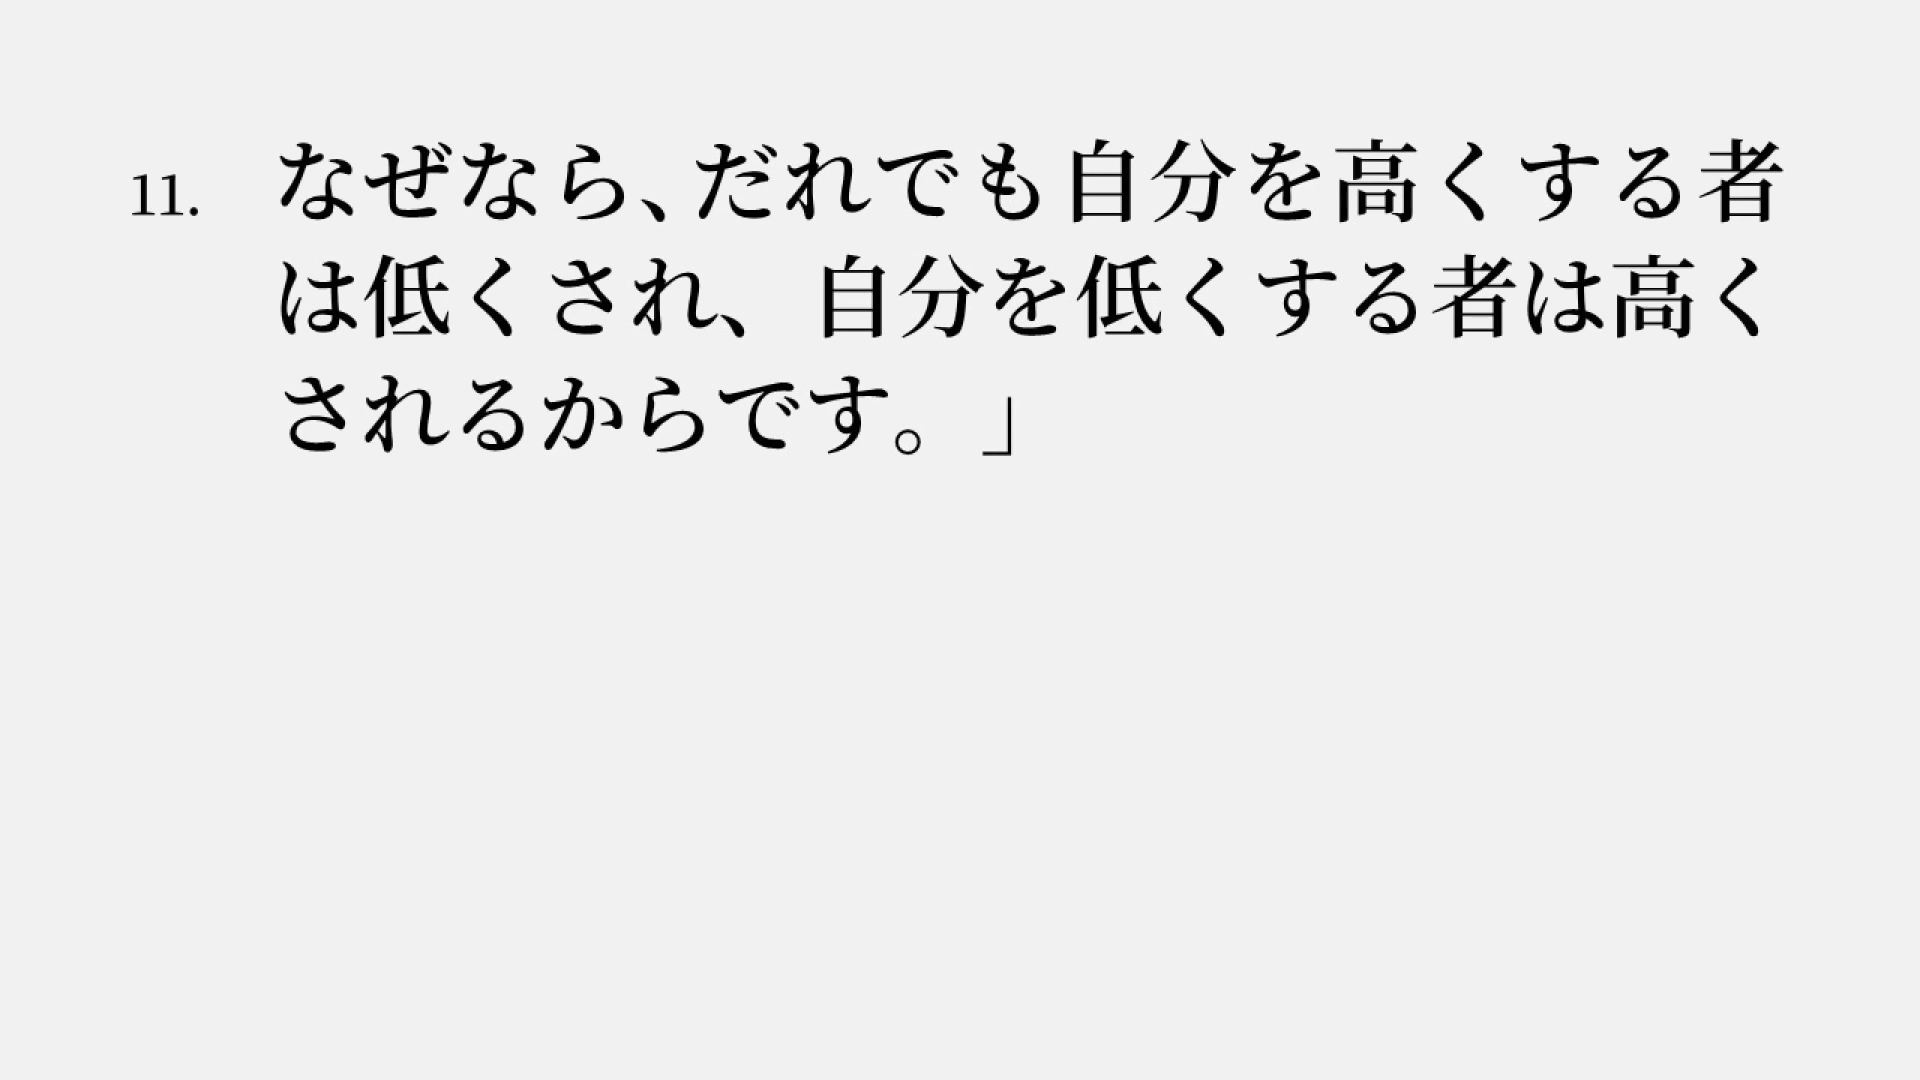 11. なぜなら、だれでも自分を高くする者
は低くされ、自分を低くする者は高く
されるからです。」